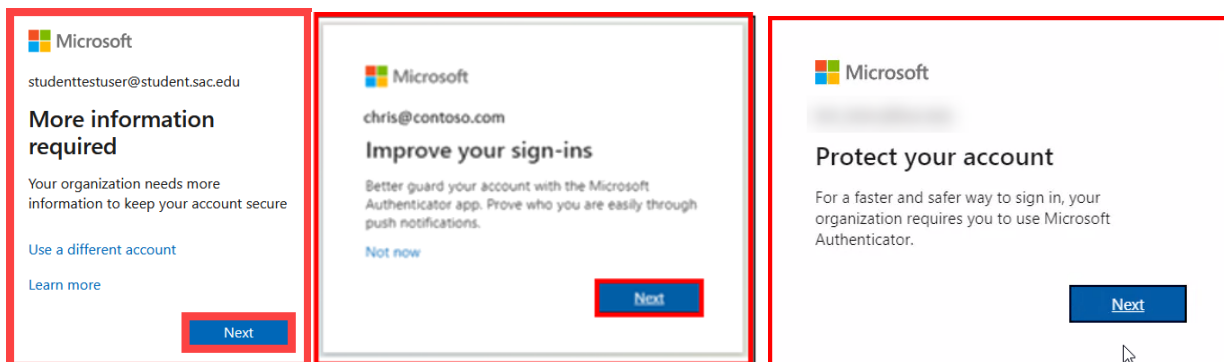 Microsoft
studenttestuser@student.sac.edu
More information
required
Your organization needs more
information to keep your account secure
Use a different account
Learn more
Next
Microsoft
chris@contoso.com
Improve your sign-ins
Better guard your account with the Microsoft
Authenticator app. Prove who you are easily through
push notifications.
Not now
Next
Microsoft
Protect your account
For a faster and safer way to sign in, your
organization requires you to use Microsoft
Authenticator.
Next